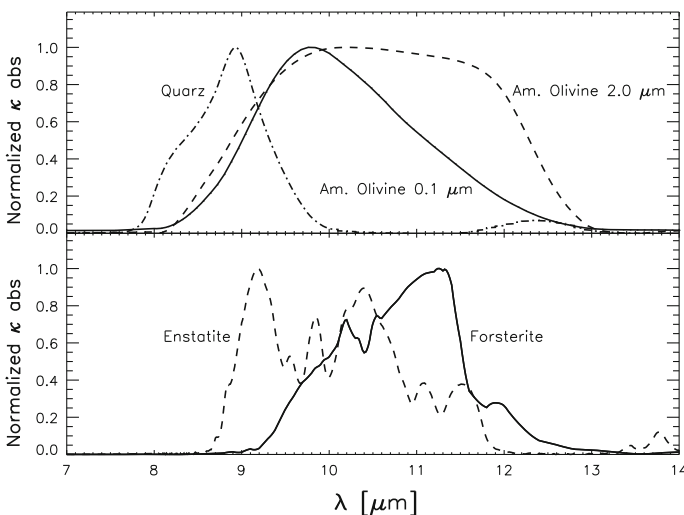 Normalized κ abs
1.0
0.8
0.6
0.4
0.2
0.0
Quarz
Am. Olivine 2.0 μm
Am. Olivine 0.1 μm
Normalized κ abs
1.0
0.8
0.6
0.4
0.2
0.0
Enstatite
Forsterite
7 8 9 10 11 12 13 14
λ [μm]